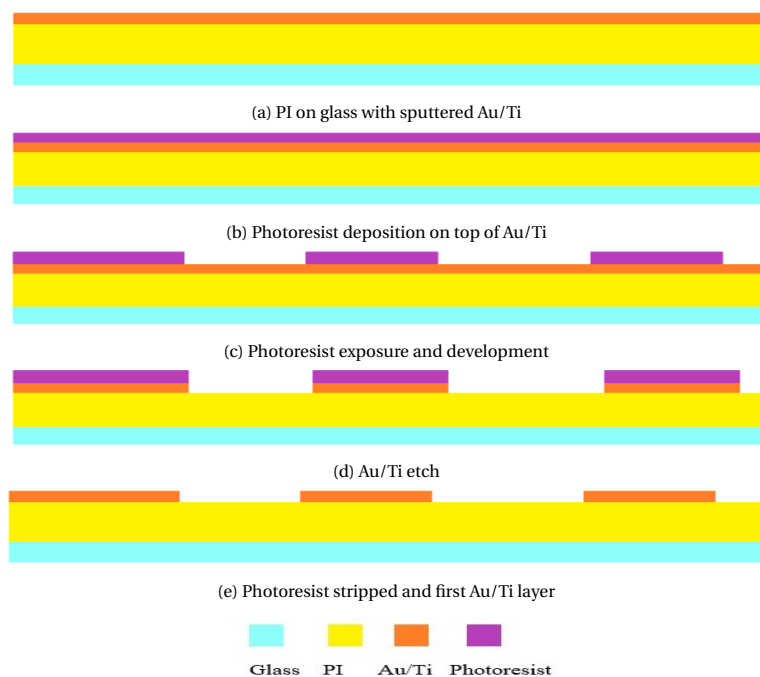 (a) PI on glass with sputtered Au/Ti
(b) Photoresist deposition on top of Au/Ti
(c) Photoresist exposure and development
(d) Au/Ti etch
(e) Photoresist stripped and first Au/Ti layer
Glass PI Au/Ti Photoresist